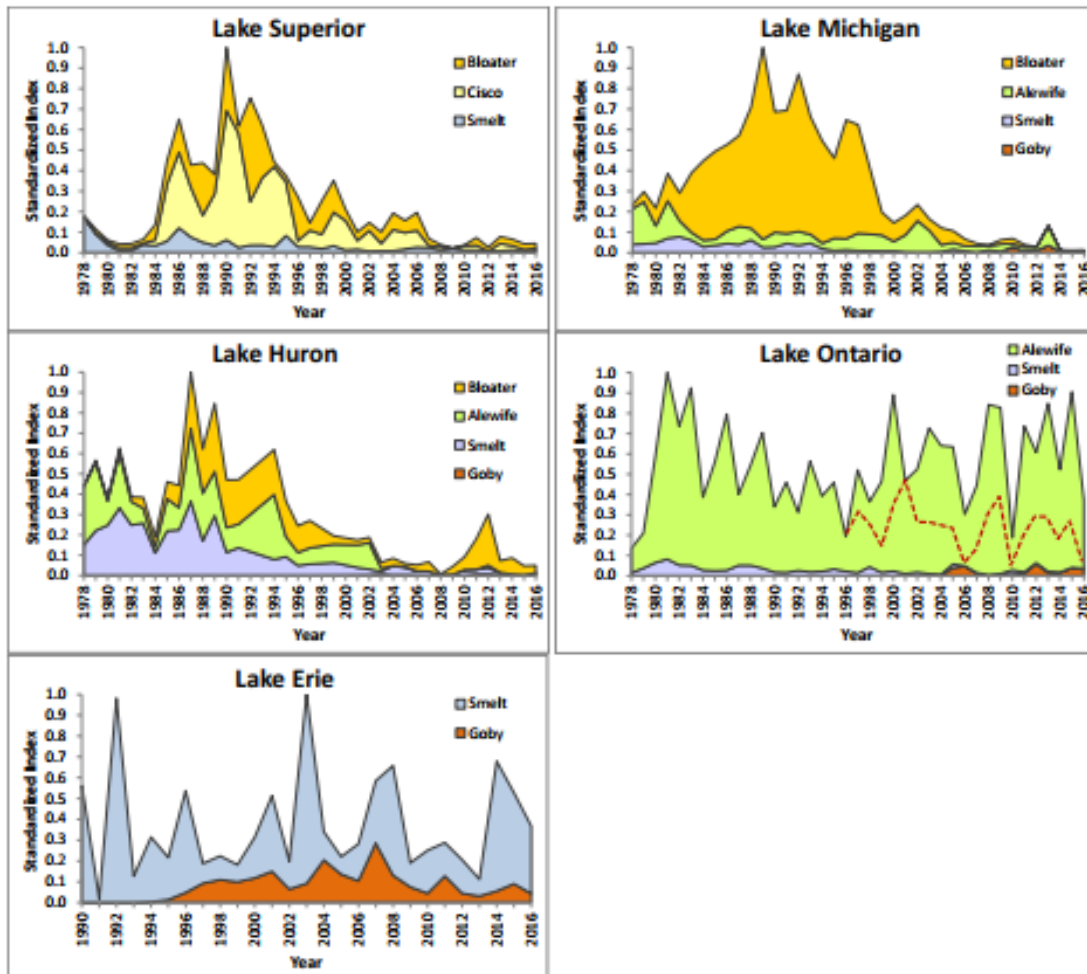 Lake Superior
Standardized Index
1.0
0.9
0.8
0.7
0.6
0.5
0.4
0.3
0.2
0.1
0.0
Bloater
Cisco
Smelt
1978 1980 1982 1984 1986 1988 1990 1992 1994 1996 1998 2000 2002 2004 2006 2008 2010 2012 2014 2016
Year
Lake Michigan
Standardized Index
1.0
0.9
0.8
0.7
0.6
0.5
0.4
0.3
0.2
0.1
0.0
Bloater
Alewife
Smelt
Goby
1978 1980 1982 1984 1986 1988 1990 1992 1994 1996 1998 2000 2002 2004 2006 2008 2010 2012 2014 2016
Year
Lake Huron
Standardized Index
1.0
0.9
0.8
0.7
0.6
0.5
0.4
0.3
0.2
0.1
0.0
Bloater
Alewife
Smelt
Goby
1978 1980 1982 1984 1986 1988 1990 1992 1994 1996 1998 2000 2002 2004 2006 2008 2010 2012 2014 2016
Year
Lake Ontario
Standardized Index
1.0
0.9
0.8
0.7
0.6
0.5
0.4
0.3
0.2
0.1
0.0
Alewife
Smelt
Goby
1978 1980 1982 1984 1986 1988 1990 1992 1994 1996 1998 2000 2002 2004 2006 2008 2010 2012 2014 2016
Year
Lake Erie
Standardized Index
1.0
0.9
0.8
0.7
0.6
0.5
0.4
0.3
0.2
0.1
0.0
Smelt
Goby
1990 1992 1994 1996 1998 2000 2002 2004 2006 2008 2010 2012 2014 2016
Year